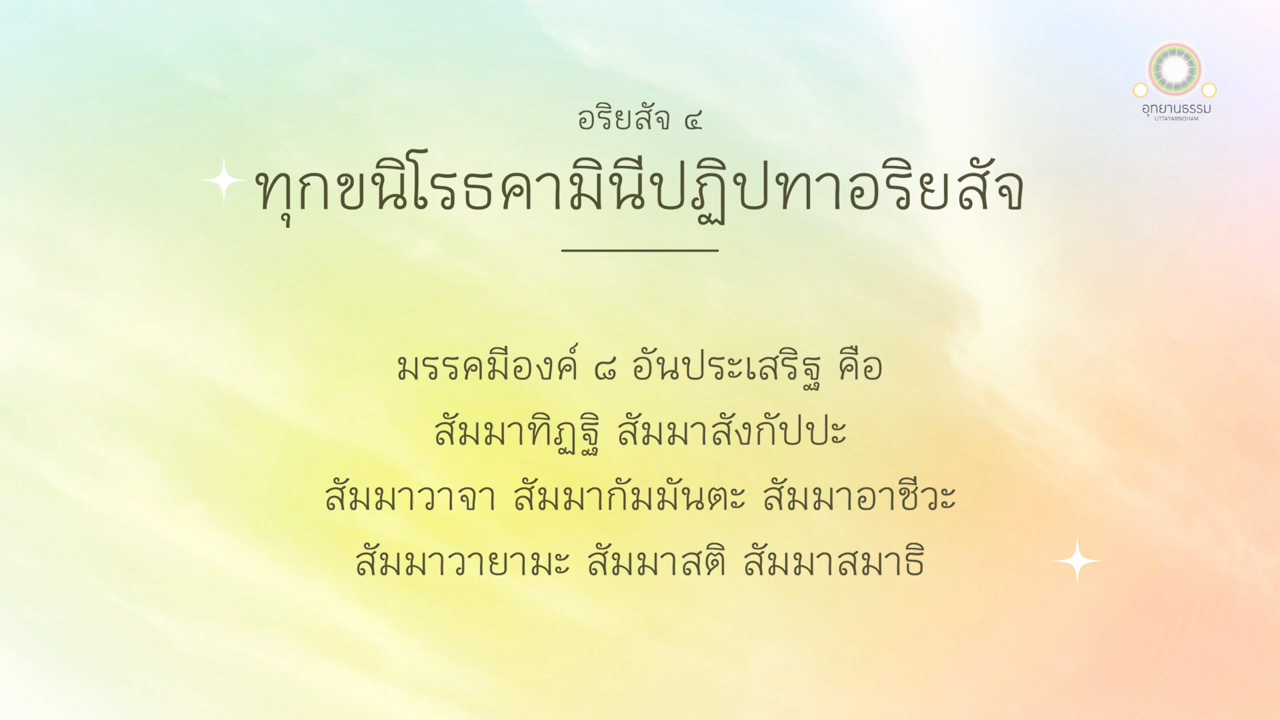 อุทยานธรรม
UTTAYARNDHAM
อริยสัจ ๔
ทุกขนิโรธคามินีปฏิปทาอริยสัจ
มรรคมีองค์ ๘ อันประเสริฐ คือ
สัมมาทิฏฐิ สัมมาสังกัปปะ
สัมมาวาจา สัมมากัมมันตะ สัมมาอาชีวะ
สัมมาวายามะ สัมมาสติ สัมมาสมาธิ